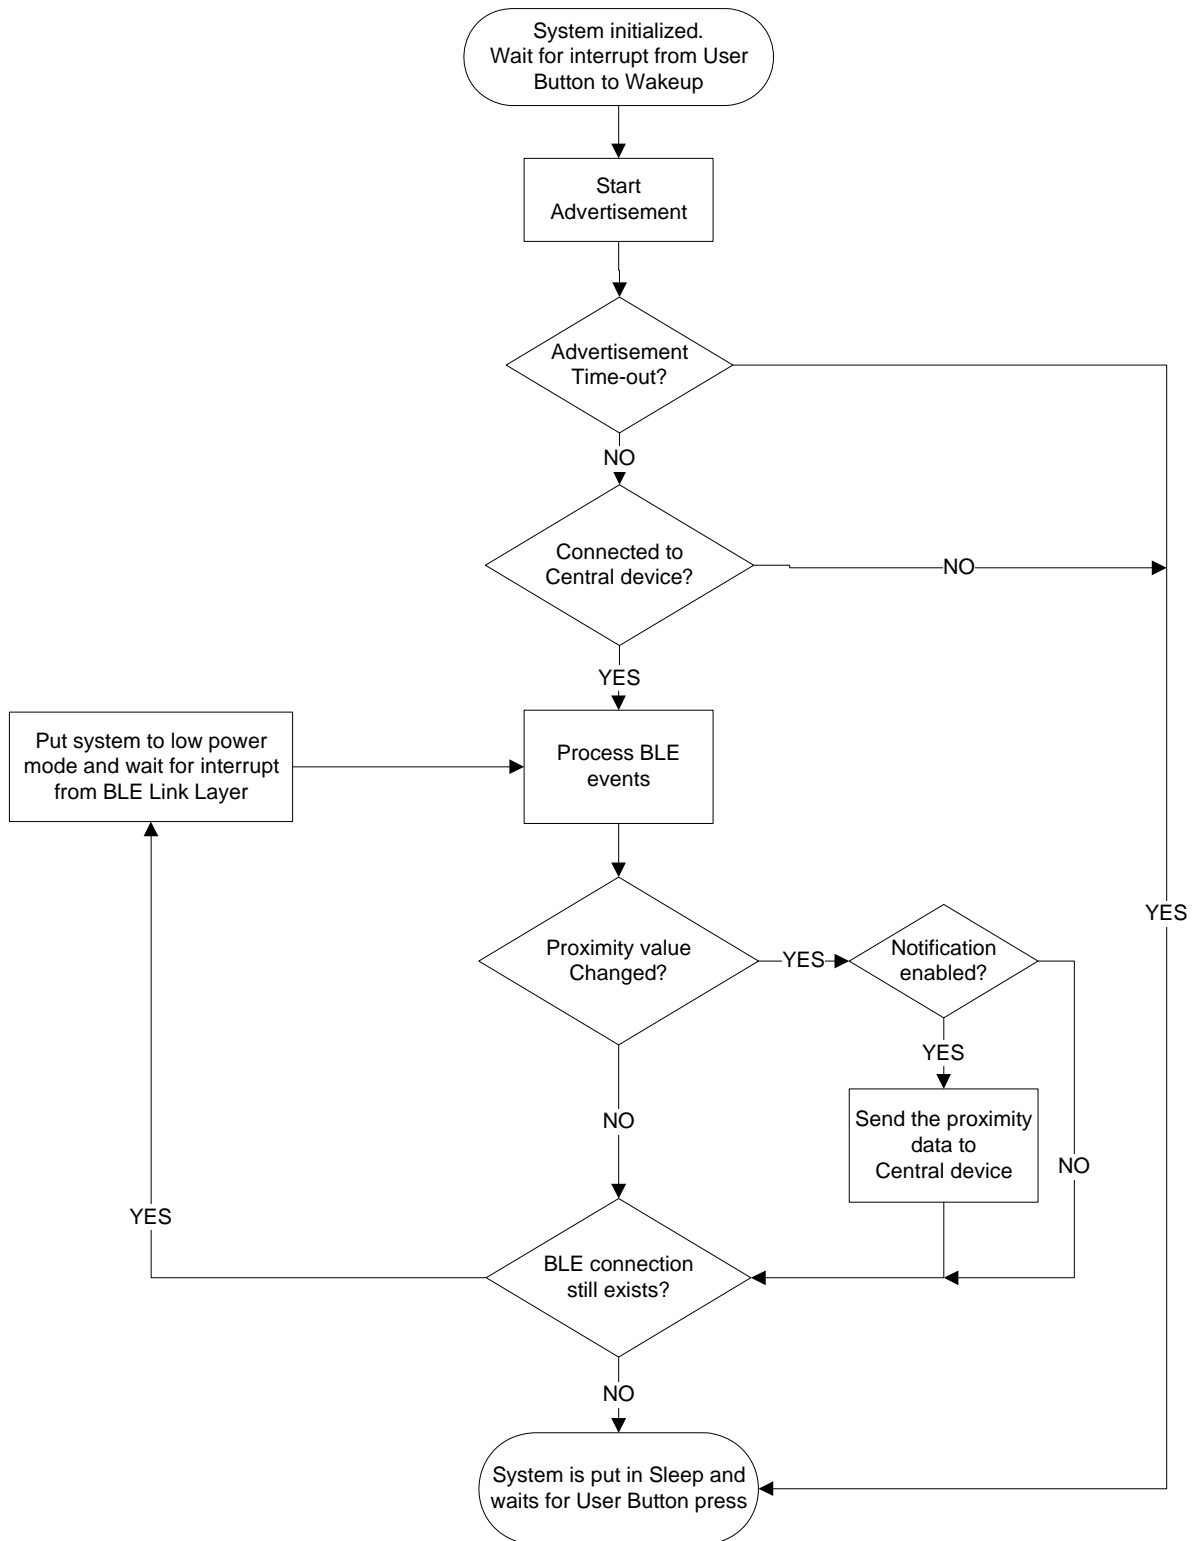 System initialized.
Wait for interrupt from User
Button to Wakeup
Start
Advertisement
Advertisement
Time-out?
NO
Connected to
Central device?
NO
YES
Put system to low power
mode and wait for interrupt
from BLE Link Layer
Process BLE
events
YES
Proximity value
Changed?
YES
Notification
enabled?
YES
NO
Send the proximity
data to
Central device
NO
YES
BLE connection
still exists?
NO
System is put in Sleep and
waits for User Button press